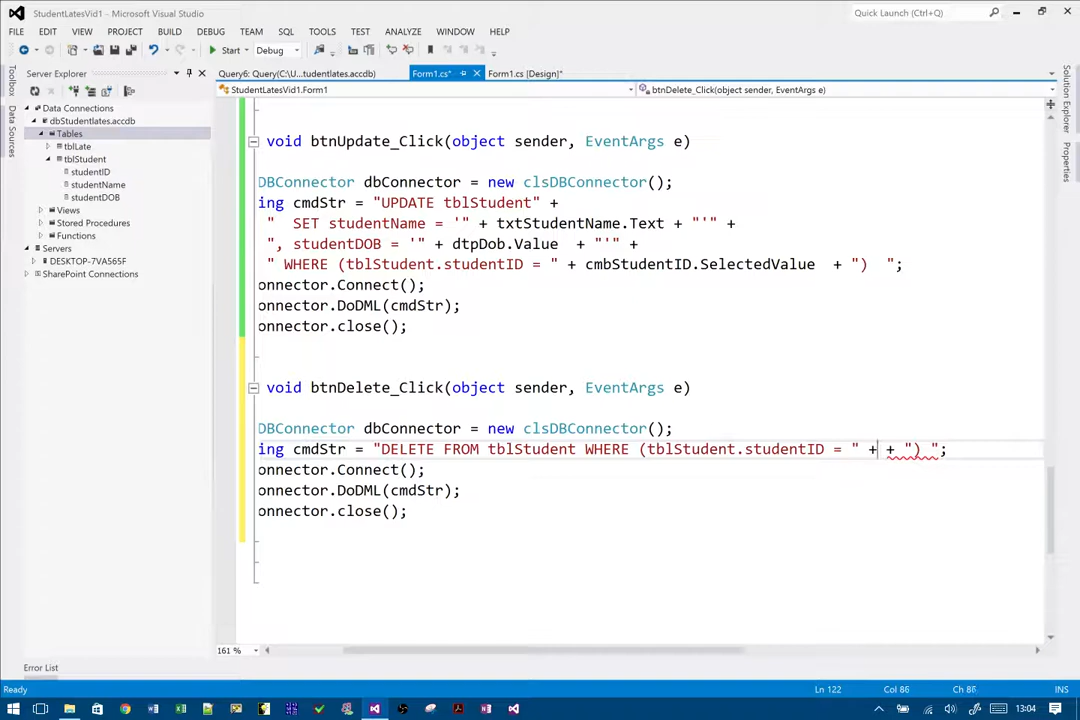 StudentLatesVid1 - Microsoft Visual Studio
Quick Launch (Ctrl+Q)
FILE EDIT VIEW PROJECT BUILD DEBUG TEAM SQL TOOLS TEST ANALYZE WINDOW HELP
Start Debug
Server Explorer
Query6: Query(C:\U...tudentlates.accdb) Form1.cs* Form1.cs [Design]*
StudentLatesVid1.Form1
btnDelete_Click(object sender, EventArgs e)
Toolbox
Data Sources
Solution Explorer
Properties
Data Connections
dbStudentlates.accdb
Tables
tblLate
tblStudent
studentID
studentName
studentDOB
Views
Stored Procedures
Functions
Servers
DESKTOP-7VA565F
SharePoint Connections
void btnUpdate_Click(object sender, EventArgs e)
DBConnector dbConnector = new clsDBConnector();
ing cmdStr = "UPDATE tblStudent" +
"  SET studentName = '" + txtStudentName.Text + "'" +
", studentDOB = '" + dtpDob.Value  + "'" +
" WHERE (tblStudent.studentID = " + cmbStudentID.SelectedValue  + ")  ";
onnector.Connect();
onnector.DoDML(cmdStr);
onnector.close();
void btnDelete_Click(object sender, EventArgs e)
DBConnector dbConnector = new clsDBConnector();
ing cmdStr = "DELETE FROM tblStudent WHERE (tblStudent.studentID = " + + ") ";
onnector.Connect();
onnector.DoDML(cmdStr);
onnector.close();
161 %
Error List
Ready
Ln 122 Col 86 Ch 86 INS
13:04